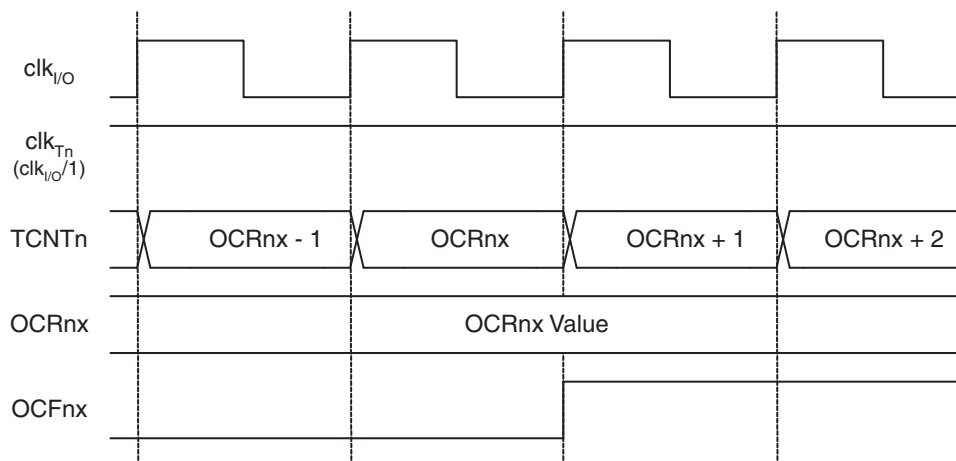 clkI/O
clkTn
(clkI/O/1)
TCNTn OCRnx - 1 OCRnx OCRnx + 1 OCRnx + 2
OCRnx OCRnx Value
OCFnx